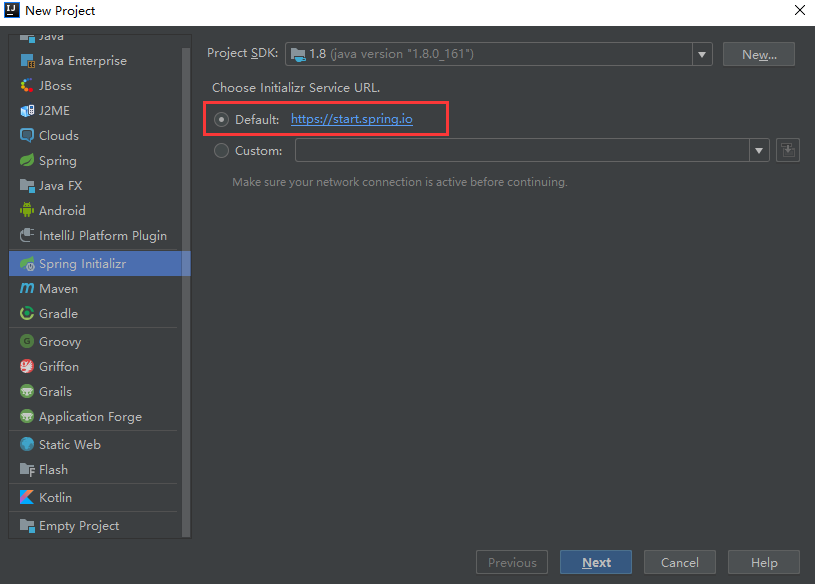 New Project
Java
Java Enterprise
JBoss
J2ME
Clouds
Spring
Java FX
Android
IntelliJ Platform Plugin
Spring Initializr
Maven
Gradle
Groovy
Griffon
Grails
Application Forge
Static Web
Flash
Kotlin
Empty Project
Project SDK: 1.8 (java version "1.8.0_161") New...
Choose Initializr Service URL.
Default: https://start.spring.io
Custom:
Make sure your network connection is active before continuing.
Previous Next Cancel Help